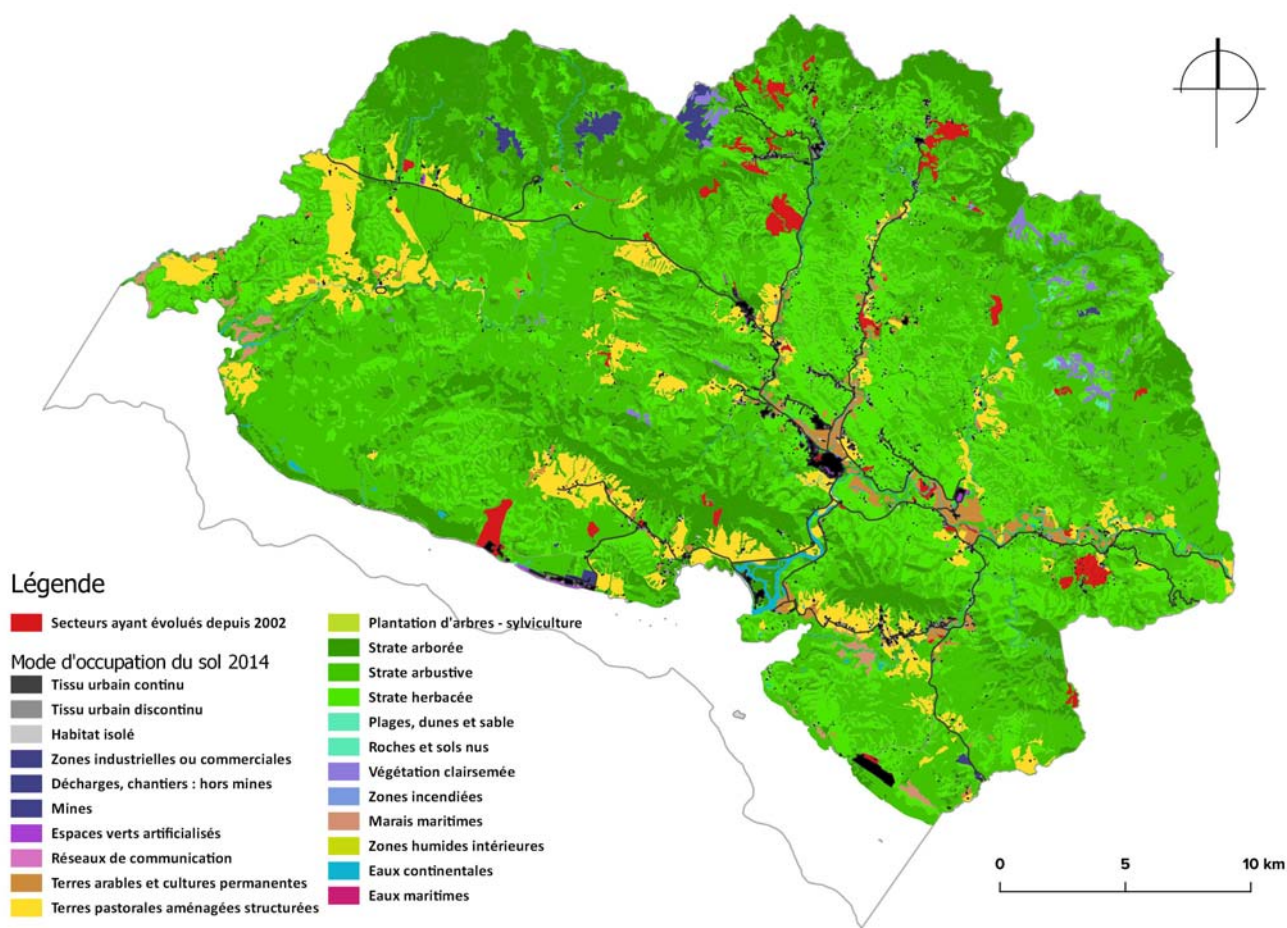 Légende
Secteurs ayant évolués depuis 2002
Mode d'occupation du sol 2014
Tissu urbain continu
Tissu urbain discontinu
Habitat isolé
Zones industrielles ou commerciales
Décharges, chantiers : hors mines
Mines
Espaces verts artificialisés
Réseaux de communication
Terres arables et cultures permanentes
Terres pastorales aménagées structurées
Plantation d'arbres - sylviculture
Strate arborée
Strate arbustive
Strate herbacée
Plages, dunes et sable
Roches et sols nus
Végétation clairsemée
Zones incendiées
Marais maritimes
Zones humides intérieures
Eaux continentales
Eaux maritimes
0 5 10 km